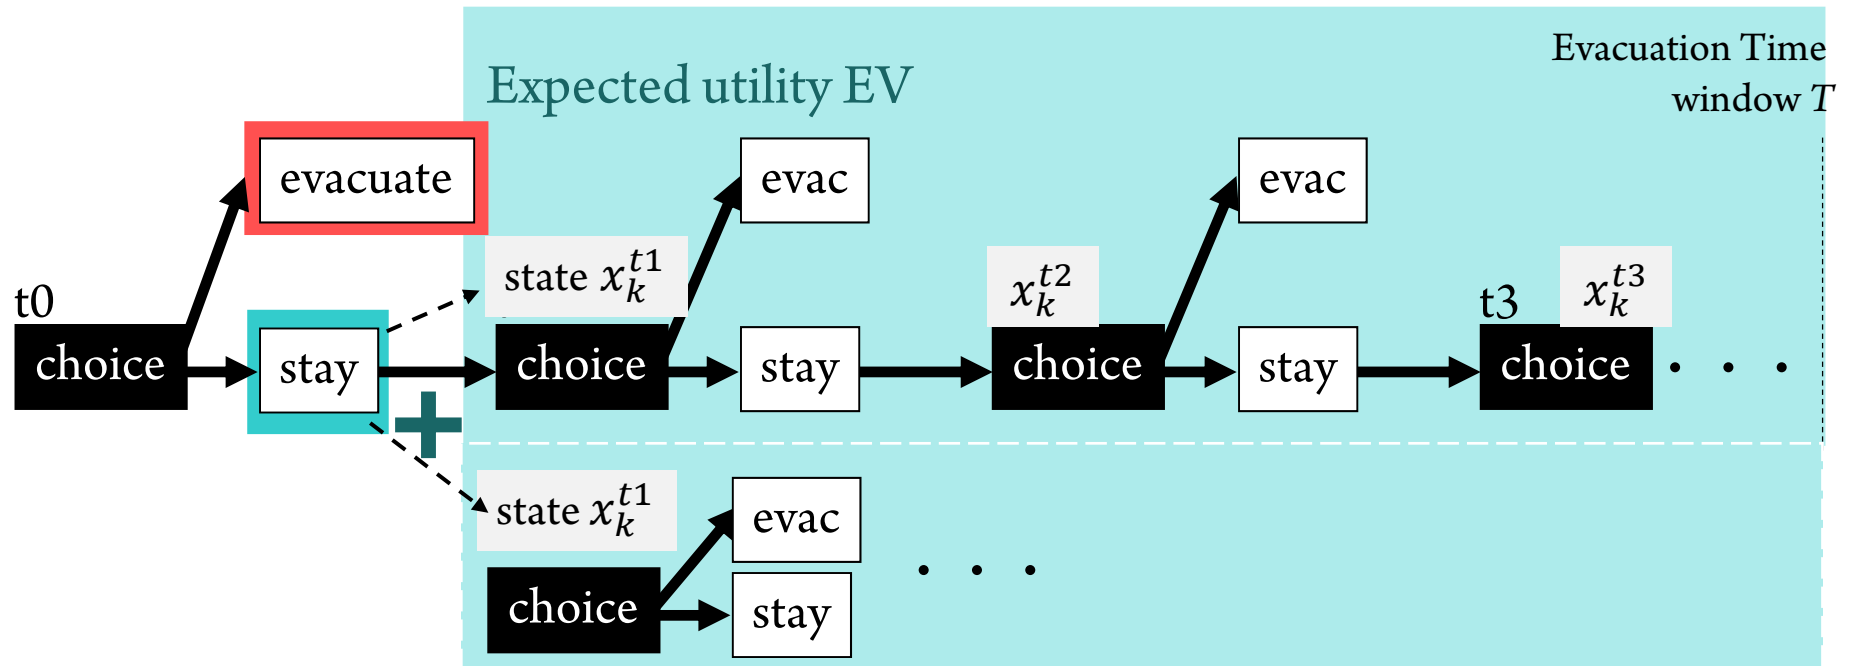 Evacuation Time
window T
Expected utility EV
evacuate
evac
evac
state x_k^{t1}
x_k^{t2}
x_k^{t3}
t0
t3
choice
stay
choice
stay
choice
stay
choice
. . .
+
state x_k^{t1}
evac
. . .
choice
stay